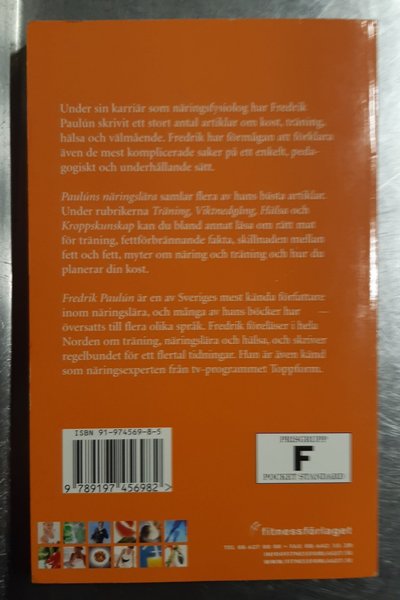 Under sin karriär som näringsfysiolog har Fredrik
Paulún skrivit ett stort antal artiklar om kost, träning,
hälsa och välmående. Fredrik har förmågan att förklara
även de mest komplicerade saker på ett enkelt, peda-
gogiskt och underhållande sätt.
Paulúns näringslära samlar flera av hans bästa artiklar.
Under rubrikerna Träning, Viktnedgång, Hälsa och
Kroppskunskap kan du bland annat läsa om rätt mat
för träning, fettförbrännande fakta, skillnaden mellan
fett och fett, myter om näring och träning och hur du
planerar din kost.
Fredrik Paulún är en av Sveriges mest kända författare
inom näringslära, och många av hans böcker har
översatts till flera olika språk. Fredrik föreläser i hela
Norden om träning, näringslära och hälsa, och skriver
regelbundet för ett flertal tidningar. Han är även känd
som näringsexperten från tv-programmet Toppform.
ISBN 91-974569-8-5
9 789197 456982 >
PRISGRUPP
F
POCKET STANDARD
fitnessförlaget